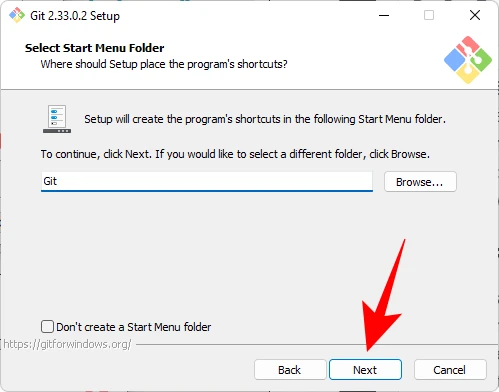 Git 2.33.0.2 Setup
Select Start Menu Folder
Where should Setup place the program's shortcuts?
Setup will create the program's shortcuts in the following Start Menu folder.
To continue, click Next. If you would like to select a different folder, click Browse.
Git
Browse...
Don't create a Start Menu folder
https://gitforwindows.org/
Back
Next
Cancel